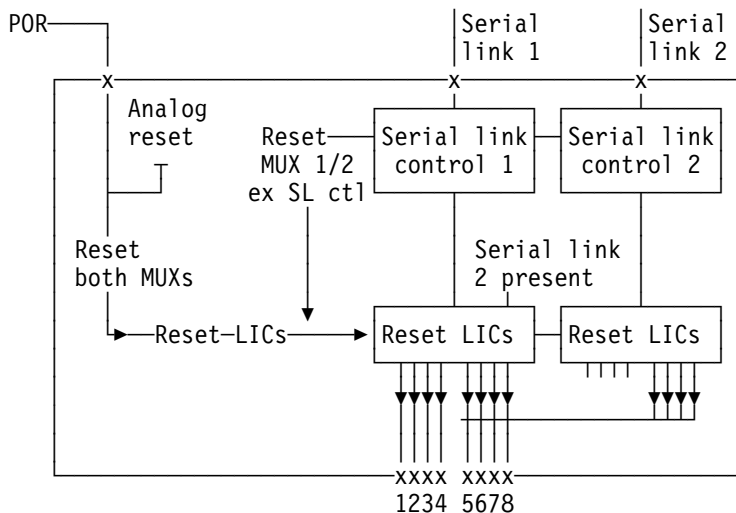 POR
Serial
link 1
Serial
link 2
x
x
x
Analog
reset
Reset
MUX 1/2
ex SL ctl
Serial link
control 1
Serial link
control 2
Reset
both MUXs
Serial link
2 present
Reset LICs
Reset LICs
Reset LICs
xxxx xxxx
1234 5678